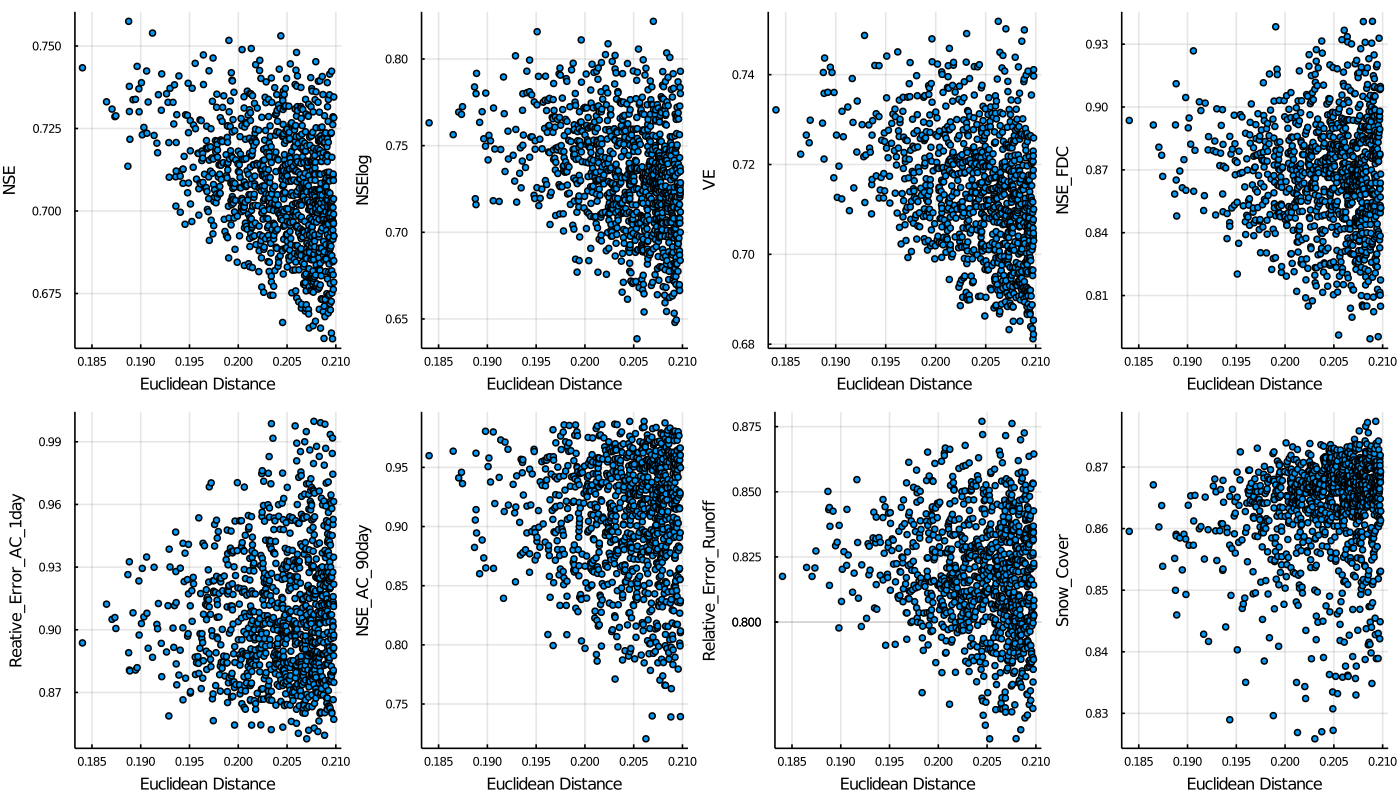 0.750
0.725
0.700
0.675
NSE
0.185 0.190 0.195 0.200 0.205 0.210
Euclidean Distance
0.80
0.75
0.70
0.65
NSElog
0.185 0.190 0.195 0.200 0.205 0.210
Euclidean Distance
0.74
0.72
0.70
0.68
VE
0.185 0.190 0.195 0.200 0.205 0.210
Euclidean Distance
0.93
0.90
0.87
0.84
0.81
NSE_FDC
0.185 0.190 0.195 0.200 0.205 0.210
Euclidean Distance
0.99
0.96
0.93
0.90
0.87
Reative_Error_AC_1day
0.185 0.190 0.195 0.200 0.205 0.210
Euclidean Distance
0.95
0.90
0.85
0.80
0.75
NSE_AC_90day
0.185 0.190 0.195 0.200 0.205 0.210
Euclidean Distance
0.875
0.850
0.825
0.800
Relative_Error_Runoff
0.185 0.190 0.195 0.200 0.205 0.210
Euclidean Distance
0.87
0.86
0.85
0.84
0.83
Snow_Cover
0.185 0.190 0.195 0.200 0.205 0.210
Euclidean Distance